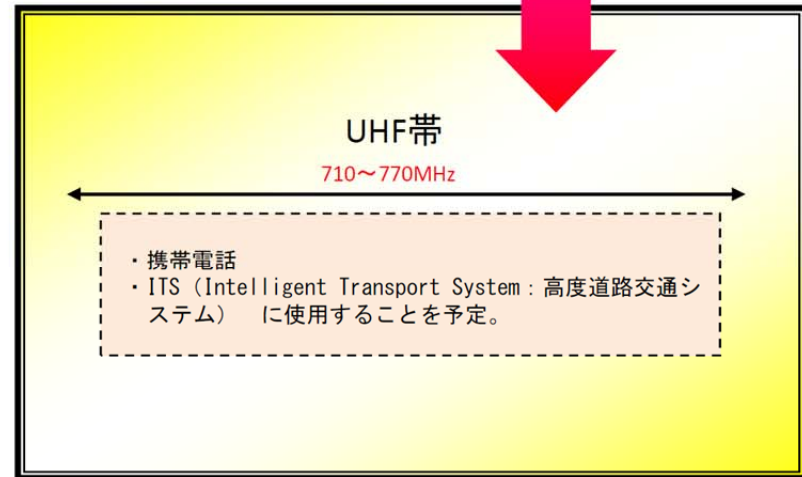 UHF帯
710～770MHz
・携帯電話
・ITS（Intelligent Transport System：高度道路交通シ
ステム）　に使用することを予定。